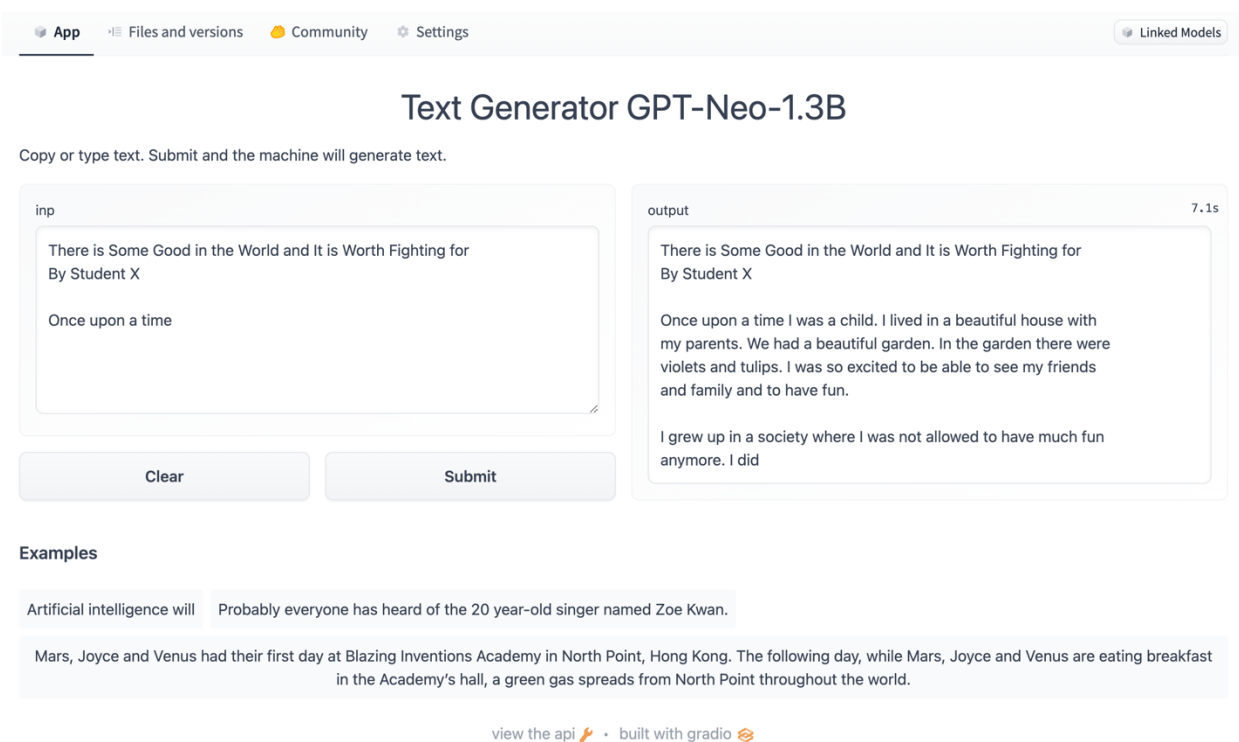 App Files and versions Community Settings Linked Models
Text Generator GPT-Neo-1.3B
Copy or type text. Submit and the machine will generate text.
inp
There is Some Good in the World and It is Worth Fighting for
By Student X
Once upon a time
Clear Submit
output 7.1s
There is Some Good in the World and It is Worth Fighting for
By Student X
Once upon a time I was a child. I lived in a beautiful house with
my parents. We had a beautiful garden. In the garden there were
violets and tulips. I was so excited to be able to see my friends
and family and to have fun.
I grew up in a society where I was not allowed to have much fun
anymore. I did
Examples
Artificial intelligence will Probably everyone has heard of the 20 year-old singer named Zoe Kwan.
Mars, Joyce and Venus had their first day at Blazing Inventions Academy in North Point, Hong Kong. The following day, while Mars, Joyce and Venus are eating breakfast
in the Academy's hall, a green gas spreads from North Point throughout the world.
view the api · built with gradio